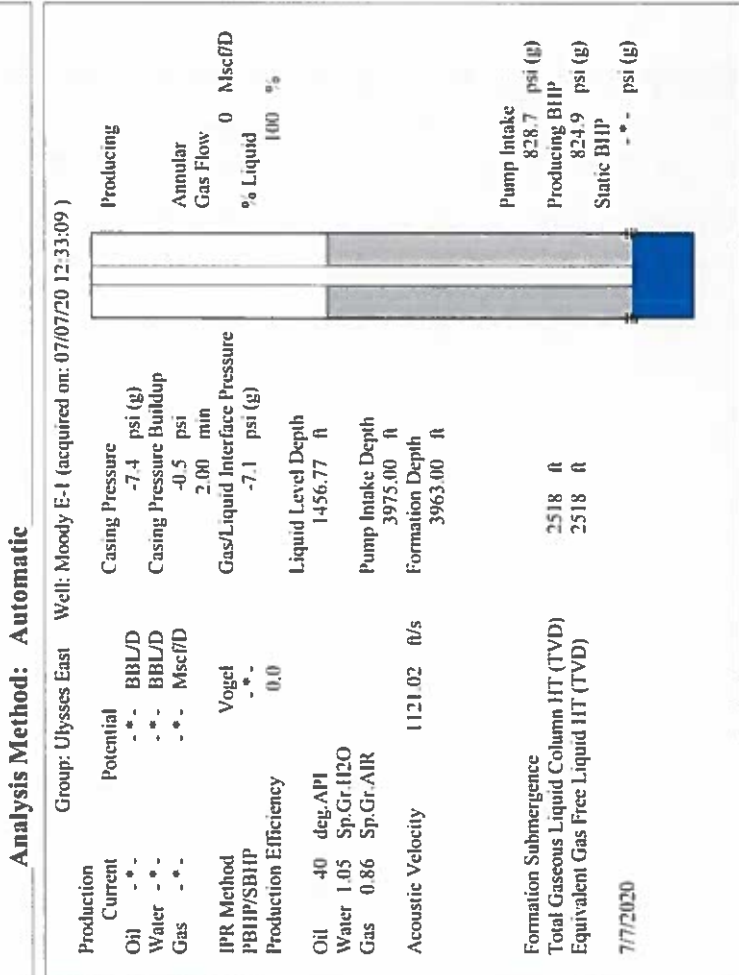 Analysis Method: Automatic
Group: Ulysses East Well: Moody E-1 (acquired on: 07/07/20 12:33:09 )
Production
Current Potential
Oil - * - - * - BBL/D
Water - * - - * - BBL/D
Gas - * - - * - Mscf/D
IPR Method Vogel
PBHP/SBHP - * -
Production Efficiency 0.0
Oil 40 deg.API
Water 1.05 Sp.Gr.H2O
Gas 0.86 Sp.Gr.AIR
Acoustic Velocity 1121.02 ft/s
Formation Submergence
Total Gaseous Liquid Column HT (TVD) 2518 ft
Equivalent Gas Free Liquid HT (TVD) 2518 ft
7/7/2020
Casing Pressure
-7.4 psi (g)
Casing Pressure Buildup
-0.5 psi
2.00 min
Gas/Liquid Interface Pressure
-7.1 psi (g)
Liquid Level Depth
1456.77 ft
Pump Intake Depth
3975.00 ft
Formation Depth
3963.00 ft
Producing
Annular
Gas Flow
0 Mscf/D
% Liquid
100 %
Pump Intake
828.7 psi (g)
Producing BHP
824.9 psi (g)
Static BHP
- * - psi (g)